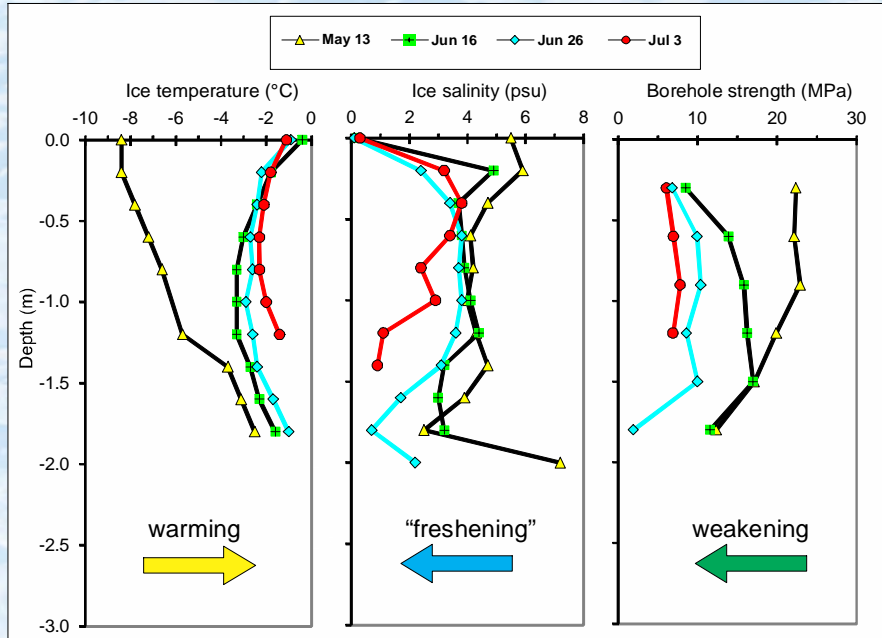 May 13 Jun 16 Jun 26 Jul 3
Ice temperature (°C) Ice salinity (psu) Borehole strength (MPa)
-10 -8 -6 -4 -2 0 0 2 4 6 8 0 10 20 30
0.0
-0.5
-1.0
-1.5
-2.0
-2.5
-3.0
Depth (m)
warming “freshening” weakening